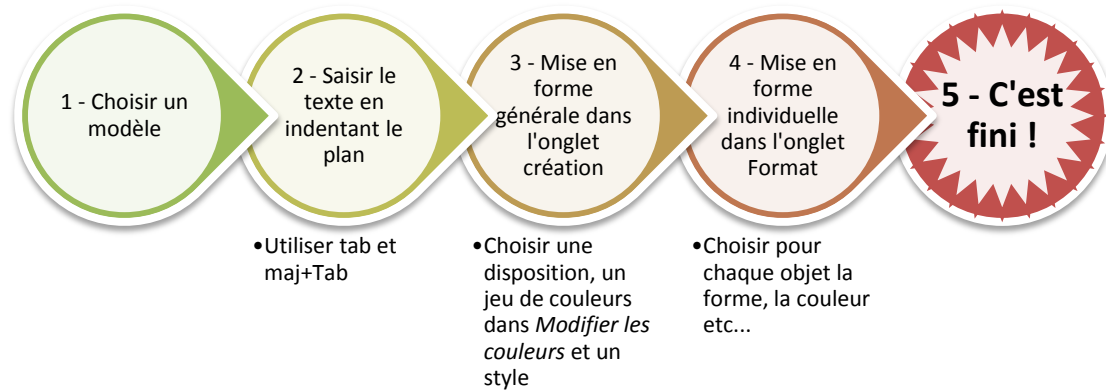 1 - Choisir un
modèle
2 - Saisir le
texte en
indentant le
plan
•Utiliser tab et
maj+Tab
3 - Mise en
forme
générale dans
l'onglet
création
•Choisir une
disposition, un
jeu de couleurs
dans Modifier les
couleurs et un
style
4 - Mise en
forme
individuelle
dans l'onglet
Format
•Choisir pour
chaque objet la
forme, la couleur
etc...
5 - C'est
fini !